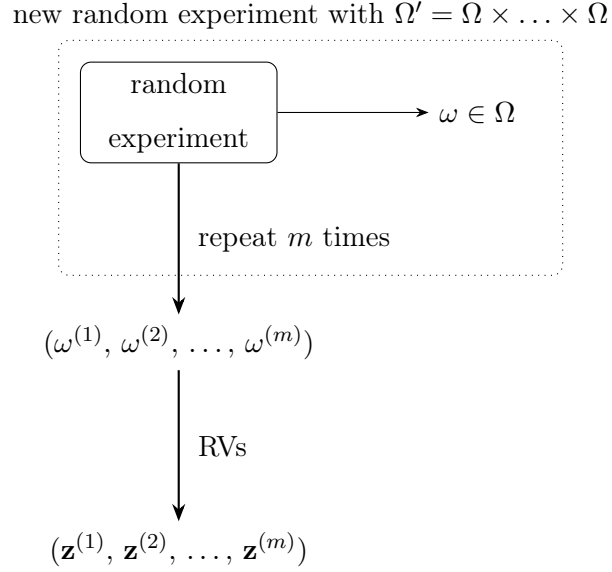 new random experiment with Ω′ = Ω × … × Ω
random
experiment
ω ∈ Ω
repeat m times
(ω^(1), ω^(2), …, ω^(m))
RVs
(𝐳^(1), 𝐳^(2), …, 𝐳^(m))